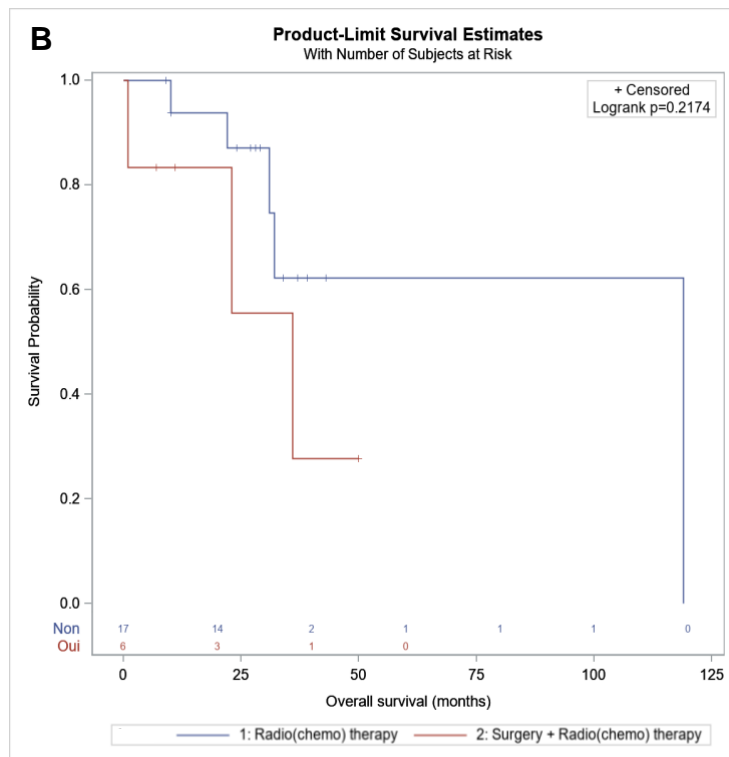 B
Product-Limit Survival Estimates
With Number of Subjects at Risk
+ Censored
Logrank p=0.2174
Survival Probability
1.0
0.8
0.6
0.4
0.2
0.0
Non 17 14 2 1 1 1 0
Oui 6 3 1 0
0 25 50 75 100 125
Overall survival (months)
1: Radio(chemo) therapy 2: Surgery + Radio(chemo) therapy